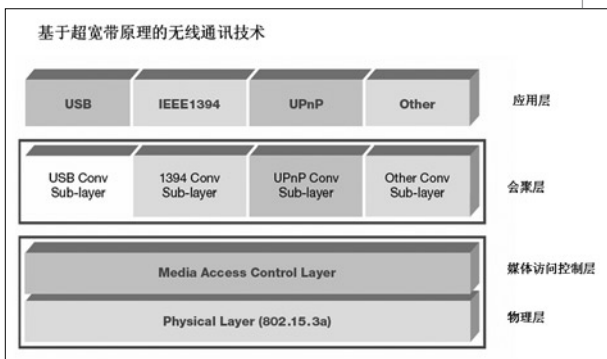 基于超宽带原理的无线通讯技术
USB IEEE1394 UPnP Other 应用层
USB Conv 1394 Conv UPnP Conv Other Conv
Sub-layer Sub-layer Sub-layer Sub-layer 会聚层
Media Access Control Layer 媒体访问控制层
Physical Layer (802.15.3a) 物理层